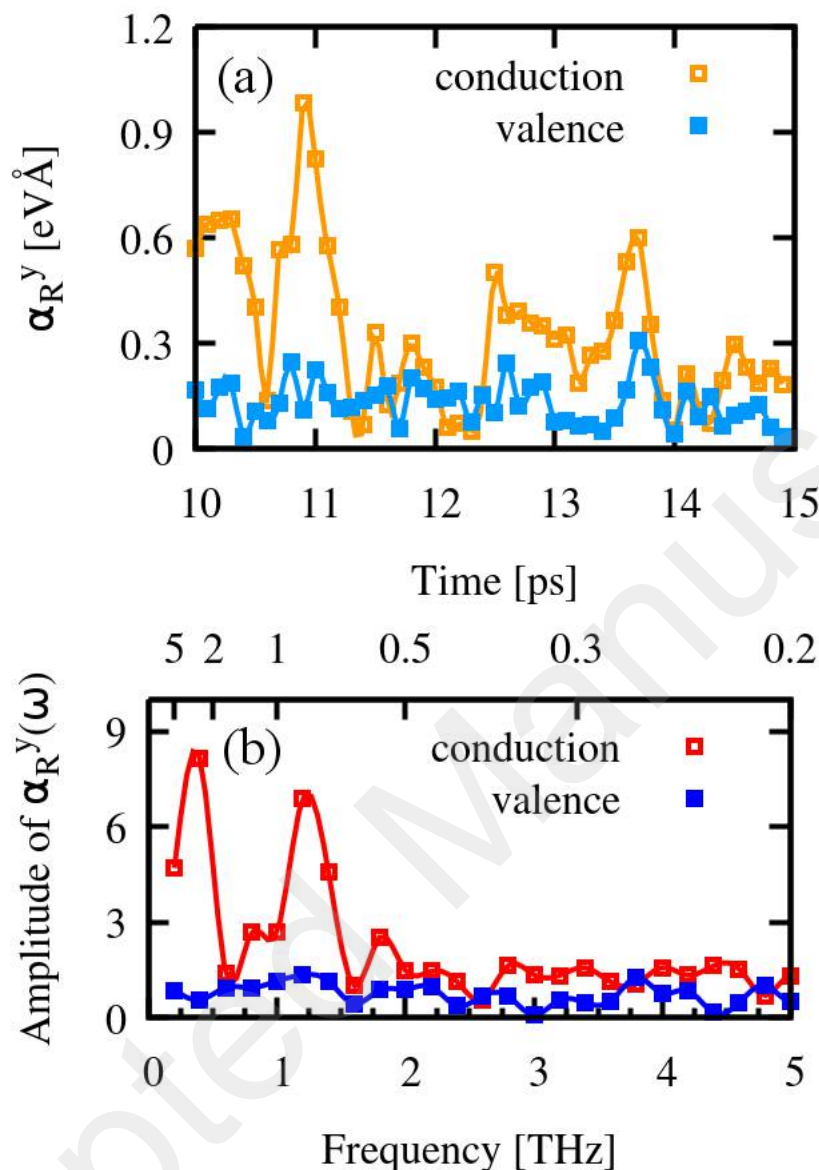 1.2
(a)
conduction
valence
0.9
0.6
0.3
0
α_R^y [eVÅ]
10 11 12 13 14 15
Time [ps]
5 2 1 0.5 0.3 0.2
9
(b)
conduction
valence
6
3
0
Amplitude of α_R^y(ω)
0 1 2 3 4 5
Frequency [THz]
pted Manus